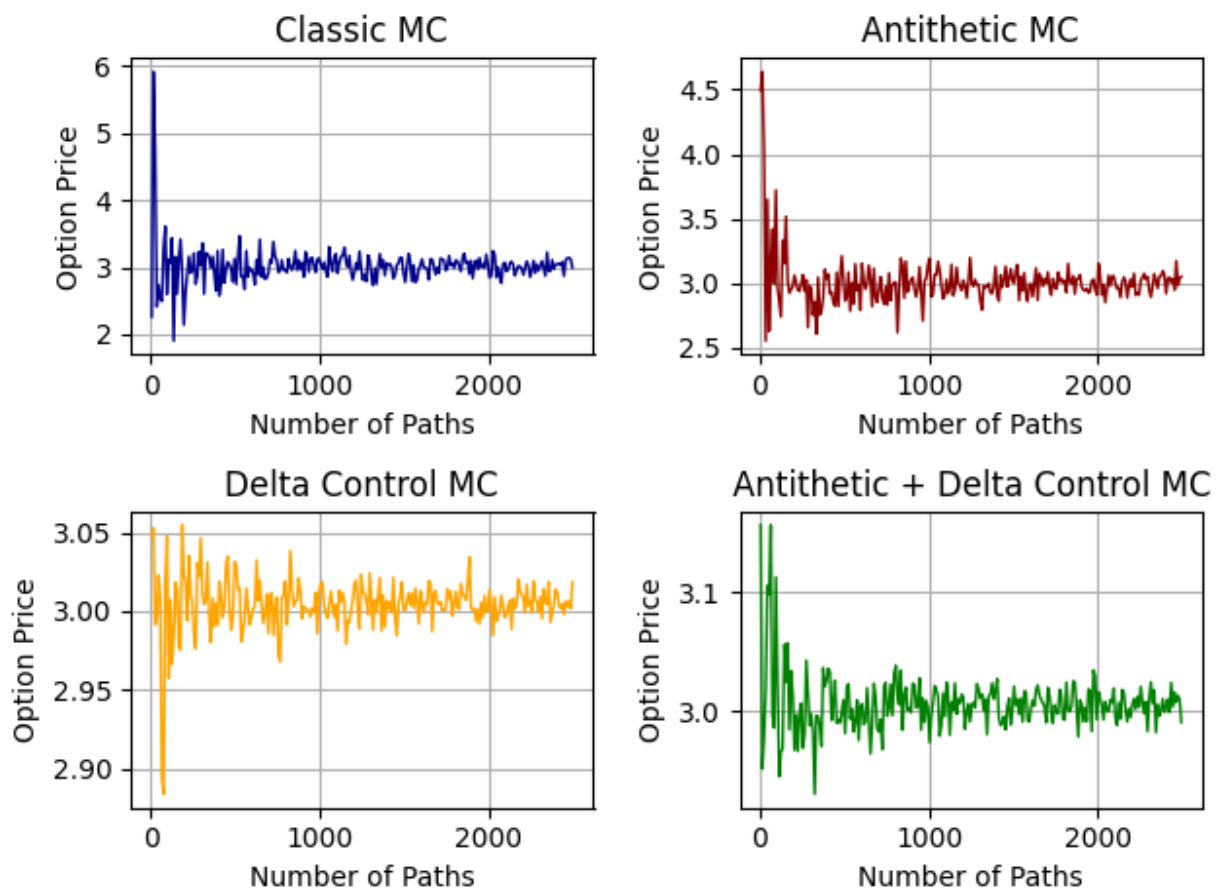 Classic MC
6
5
4
3
2
Option Price
0 1000 2000
Number of Paths
Antithetic MC
4.5
4.0
3.5
3.0
2.5
Option Price
0 1000 2000
Number of Paths
Delta Control MC
3.05
3.00
2.95
2.90
Option Price
0 1000 2000
Number of Paths
Antithetic + Delta Control MC
3.1
3.0
Option Price
0 1000 2000
Number of Paths